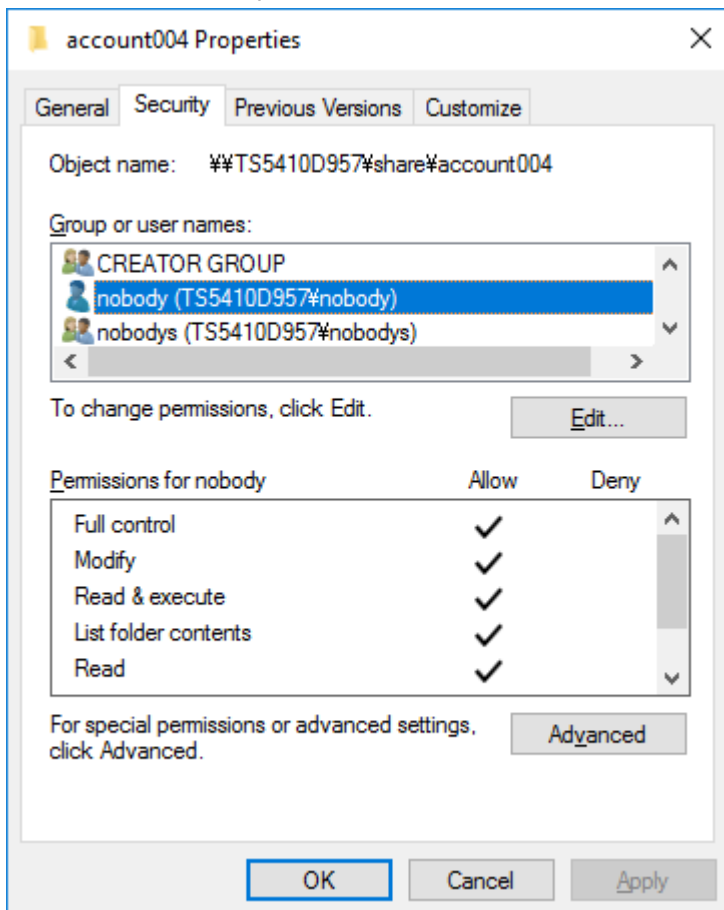 account004 Properties
General Security Previous Versions Customize
Object name: ¥¥TS5410D957¥share¥account004
Group or user names:
CREATOR GROUP
nobody (TS5410D957¥nobody)
nobodys (TS5410D957¥nobodys)
To change permissions, click Edit.
Edit...
Permissions for nobody Allow Deny
Full control
Modify
Read & execute
List folder contents
Read
For special permissions or advanced settings,
click Advanced.
Advanced
OK Cancel Apply